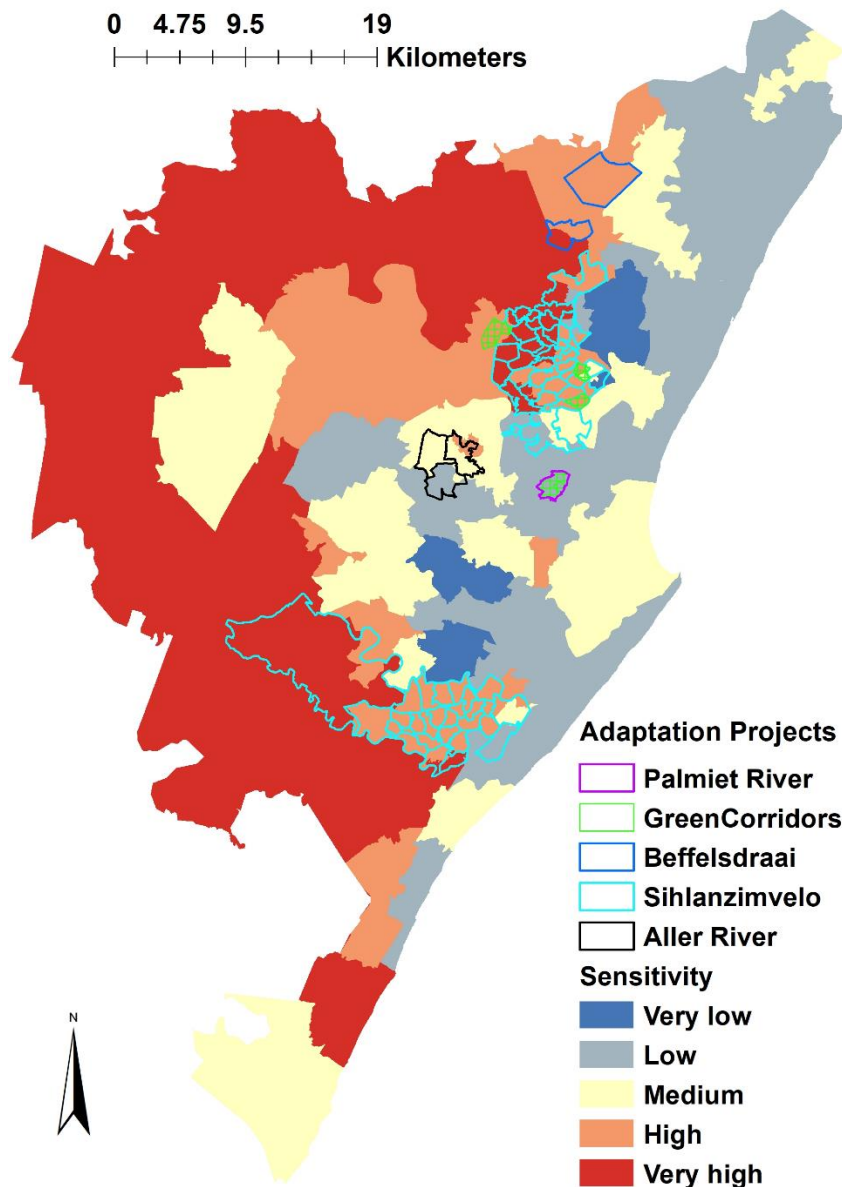 0 4.75 9.5 19
Kilometers
Adaptation Projects
Palmiet River
GreenCorridors
Beffelsdraai
Sihlanzimvelo
Aller River
Sensitivity
Very low
Low
Medium
High
Very high
N